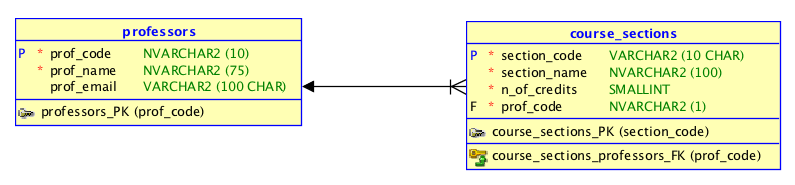 professors
P * prof_code NVARCHAR2 (10)
* prof_name NVARCHAR2 (75)
prof_email VARCHAR2 (100 CHAR)
professors_PK (prof_code)
course_sections
P * section_code VARCHAR2 (10 CHAR)
* section_name NVARCHAR2 (100)
* n_of_credits SMALLINT
F * prof_code NVARCHAR2 (1)
course_sections_PK (section_code)
course_sections_professors_FK (prof_code)